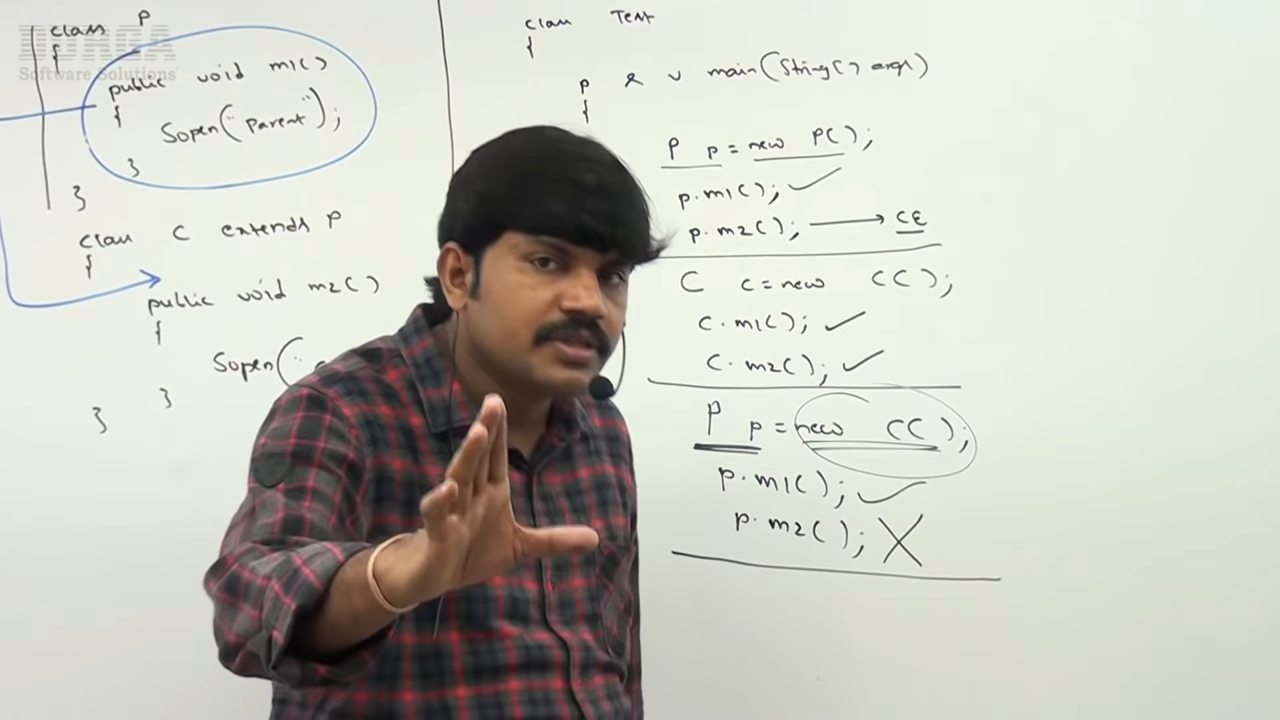 DURGA
Software Solutions
class P
{
public void m1()
{
Sopen("parent");
}
}
class C extends P
{
public void m2()
{
Sopen("
}
}
class Test
{
p s v main(String[] args)
{
P p = new P();
p.m1(); ✓
p.m2(); → CE
C c = new C();
c.m1(); ✓
c.m2(); ✓
P p = new C();
p.m1(); ✓
p.m2(); X